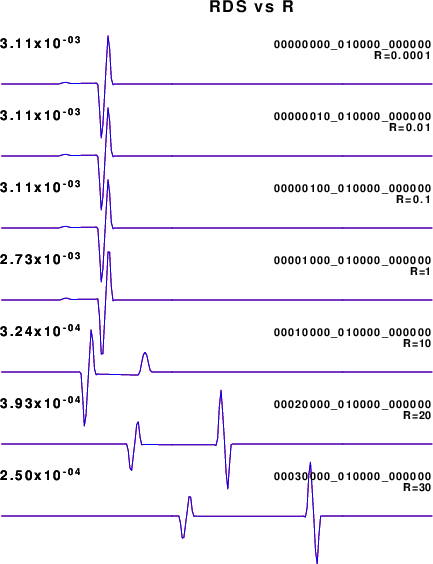 RDS vs R
3.11x10-03 00000000_010000_000000
R=0.0001
3.11x10-03 00000010_010000_000000
R=0.01
3.11x10-03 00000100_010000_000000
R=0.1
2.73x10-03 00001000_010000_000000
R=1
3.24x10-04 00010000_010000_000000
R=10
3.93x10-04 00020000_010000_000000
R=20
2.50x10-04 00030000_010000_000000
R=30